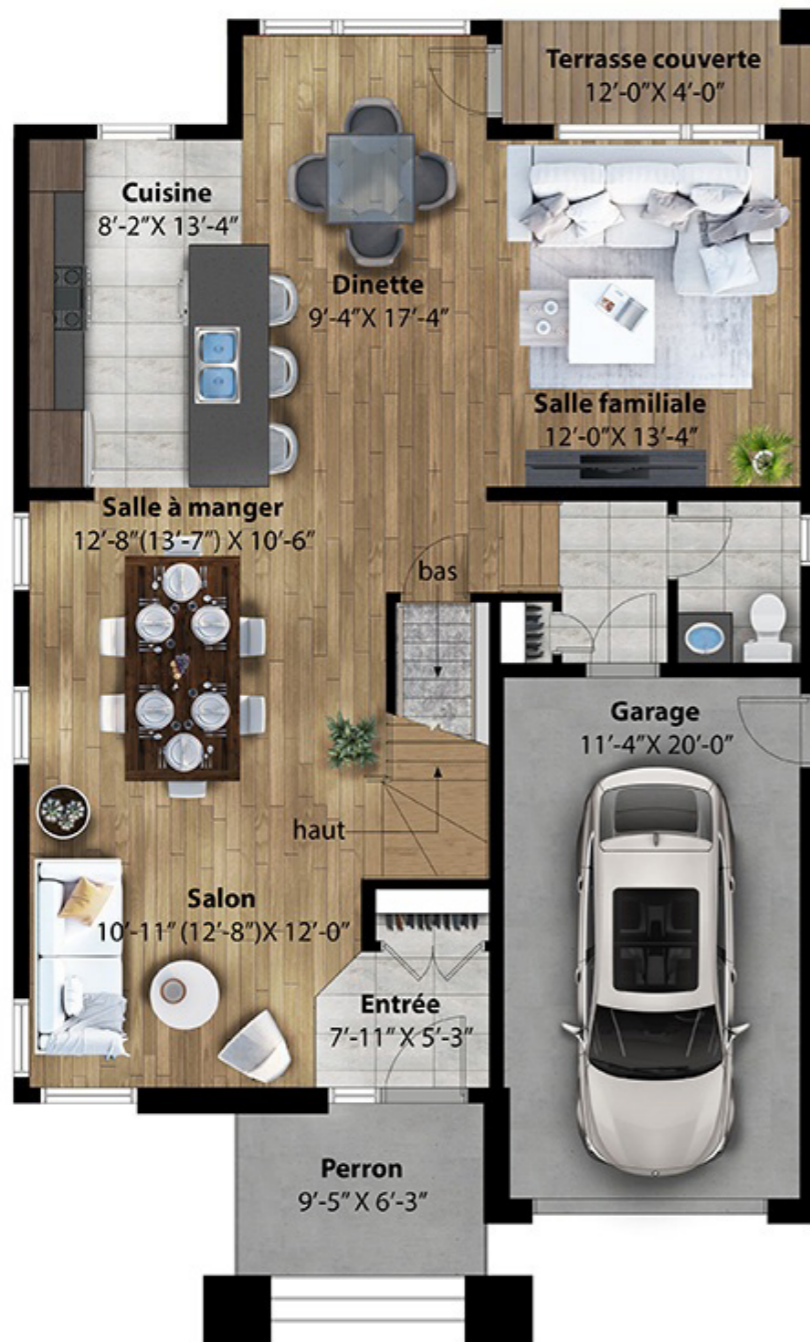 Terrasse couverte
12'-0"X 4'-0"
Cuisine
8'-2"X 13'-4"
Dinette
9'-4"X 17'-4"
Salle familiale
12'-0"X 13'-4"
Salle à manger
12'-8"(13'-7") X 10'-6"
bas
Garage
11'-4"X 20'-0"
haut
Salon
10'-11" (12'-8")X 12'-0"
Entrée
7'-11"X 5'-3"
Perron
9'-5"X 6'-3"